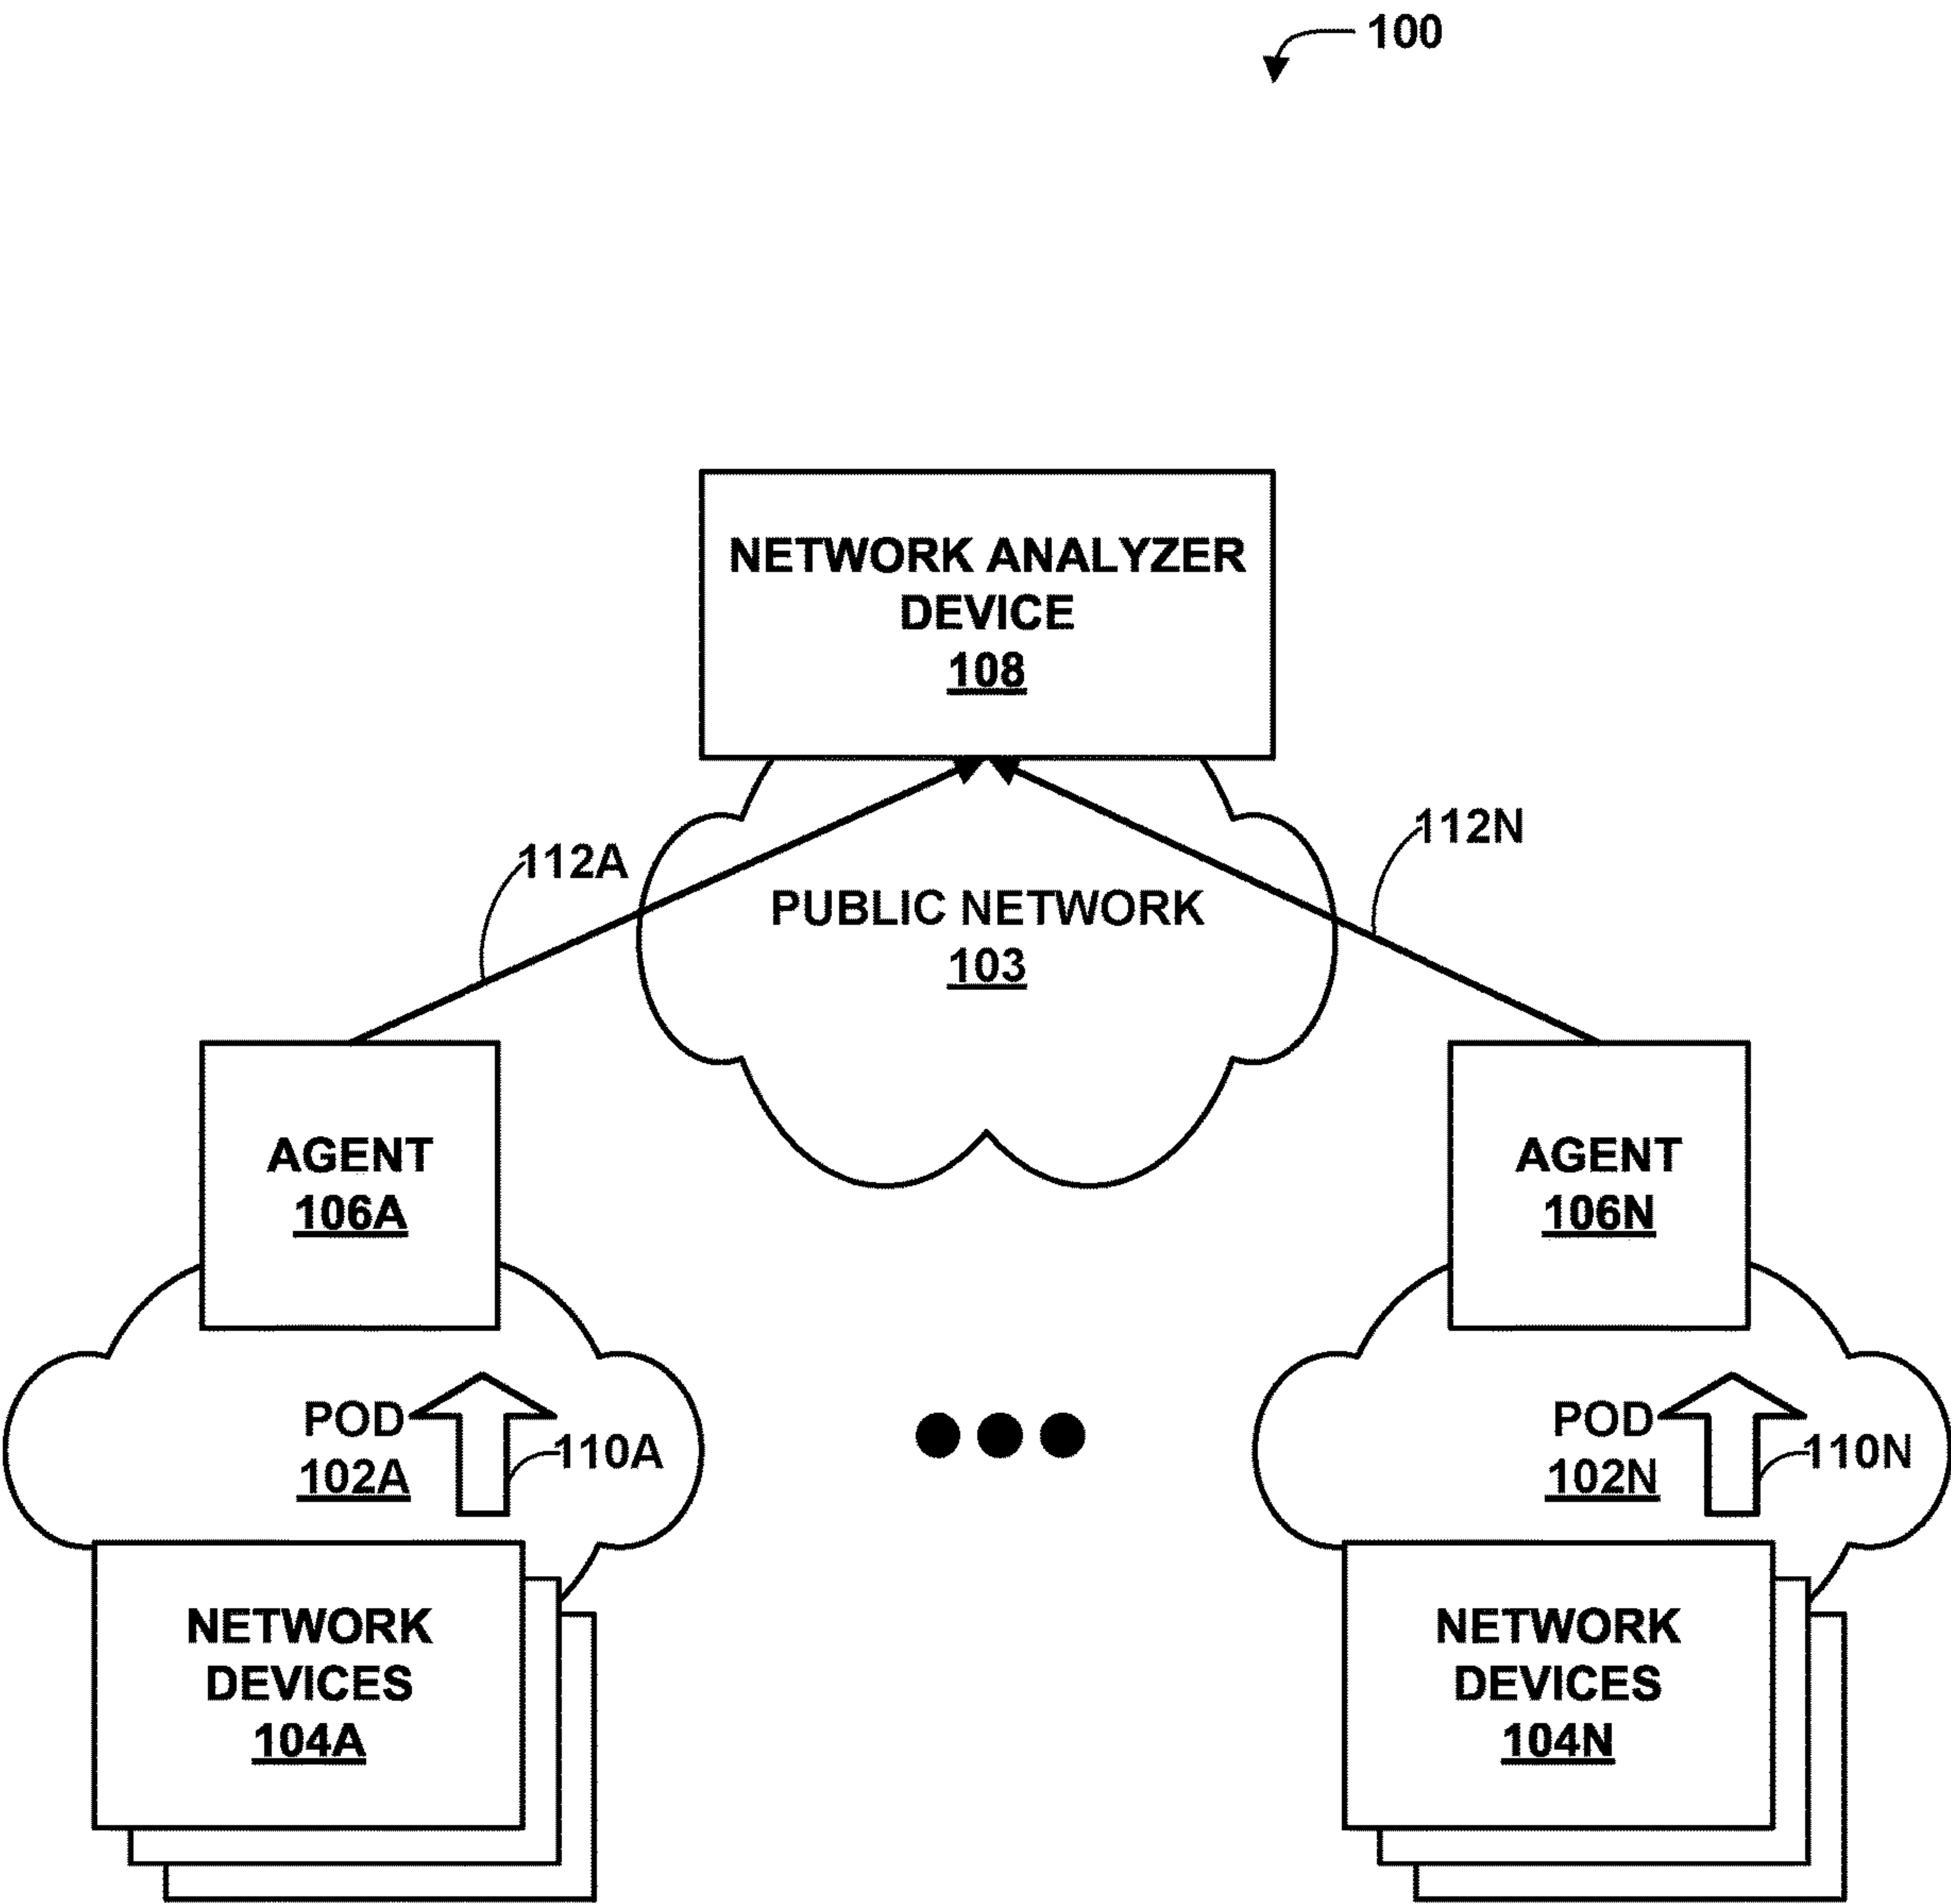 100
NETWORK ANALYZER
DEVICE
108
112A
112N
PUBLIC NETWORK
103
AGENT
106A
AGENT
106N
POD
102A
110A
POD
102N
110N
NETWORK
DEVICES
104A
NETWORK
DEVICES
104N